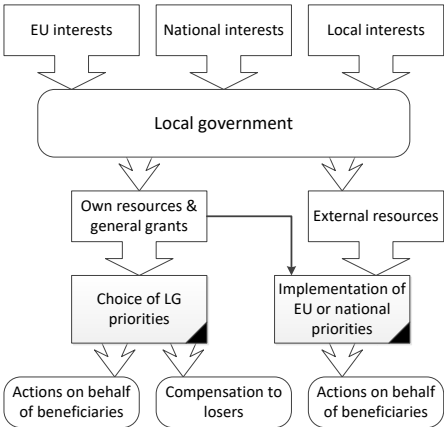 EU interests
National interests
Local interests
Local government
Own resources &
general grants
External resources
Choice of LG
priorities
Implementation of
EU or national
priorities
Actions on behalf
of beneficiaries
Compensation to
losers
Actions on behalf
of beneficiaries